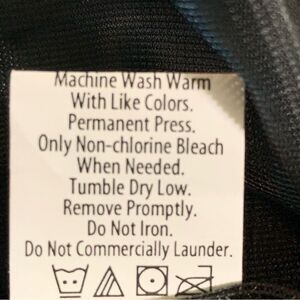 Machine Wash Warm
With Like Colors.
Permanent Press.
Only Non-chlorine Bleach
When Needed.
Tumble Dry Low.
Remove Promptly.
Do Not Iron.
Do Not Commercially Launder.